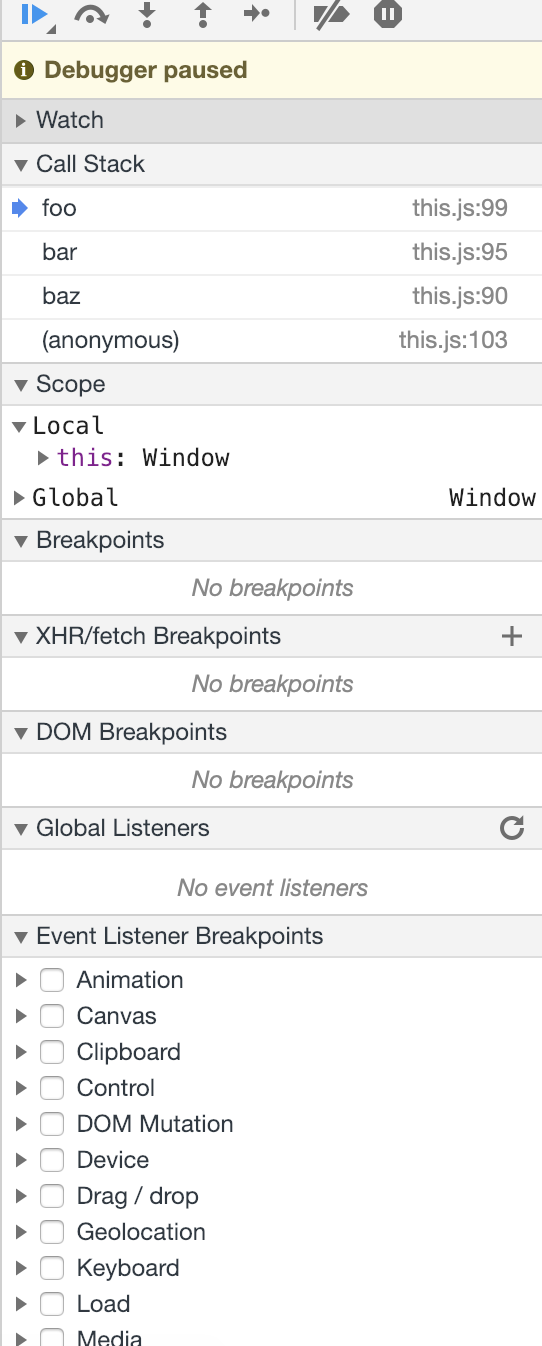 Debugger paused
Watch
Call Stack
foo this.js:99
bar this.js:95
baz this.js:90
(anonymous) this.js:103
Scope
Local
this: Window
Global Window
Breakpoints
No breakpoints
XHR/fetch Breakpoints
No breakpoints
DOM Breakpoints
No breakpoints
Global Listeners
No event listeners
Event Listener Breakpoints
Animation
Canvas
Clipboard
Control
DOM Mutation
Device
Drag / drop
Geolocation
Keyboard
Load
Media